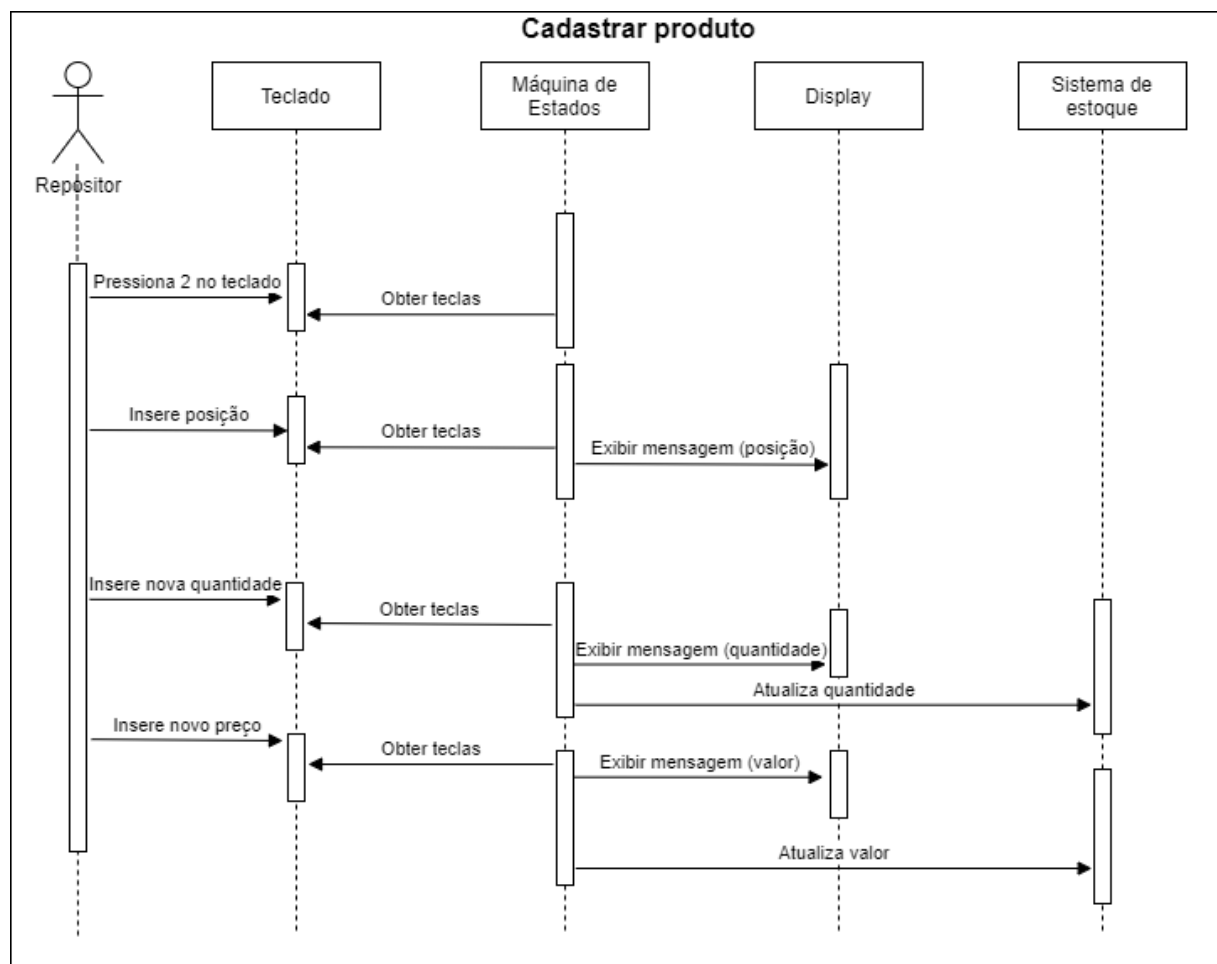 Cadastrar produto
Teclado
Máquina de
Estados
Display
Sistema de
estoque
Repositor
Pressiona 2 no teclado
Obter teclas
Insere posição
Obter teclas
Exibir mensagem (posição)
Insere nova quantidade
Obter teclas
Exibir mensagem (quantidade)
Atualiza quantidade
Insere novo preço
Obter teclas
Exibir mensagem (valor)
Atualiza valor